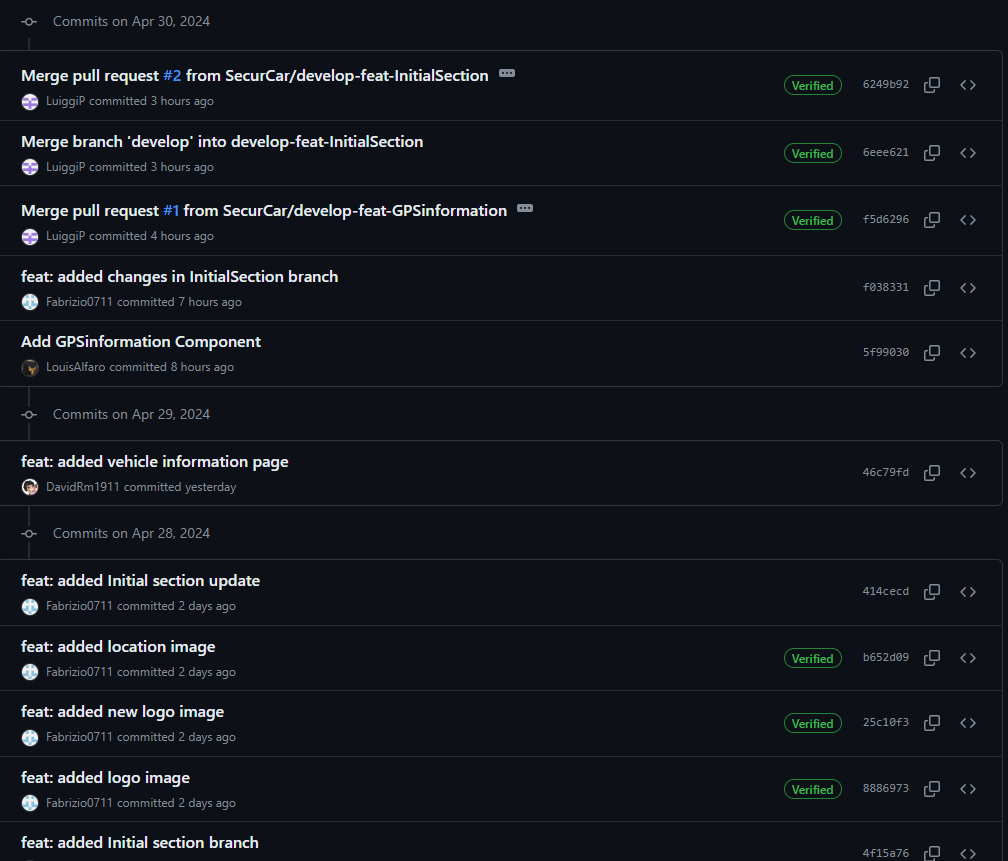 Commits on Apr 30, 2024
Merge pull request #2 from SecurCar/develop-feat-InitialSection
Verified
6249b92
LuiggiP committed 3 hours ago
Merge branch 'develop' into develop-feat-InitialSection
Verified
6eee621
LuiggiP committed 3 hours ago
Merge pull request #1 from SecurCar/develop-feat-GPSinformation
Verified
f5d6296
LuiggiP committed 4 hours ago
feat: added changes in InitialSection branch
f038331
Fabrizio0711 committed 7 hours ago
Add GPSinformation Component
5f99030
LouisAlfaro committed 8 hours ago
Commits on Apr 29, 2024
feat: added vehicle information page
46c79fd
DavidRm1911 committed yesterday
Commits on Apr 28, 2024
feat: added Initial section update
414cecd
Fabrizio0711 committed 2 days ago
feat: added location image
Verified
b652d09
Fabrizio0711 committed 2 days ago
feat: added new logo image
Verified
25c10f3
Fabrizio0711 committed 2 days ago
feat: added logo image
Verified
8886973
Fabrizio0711 committed 2 days ago
feat: added Initial section branch
4f15a76